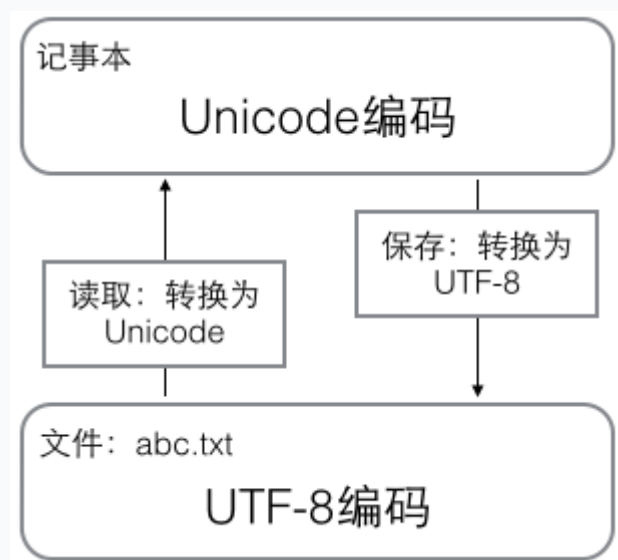 记事本
Unicode编码
保存：转换为
UTF-8
读取：转换为
Unicode
文件：abc.txt
UTF-8编码